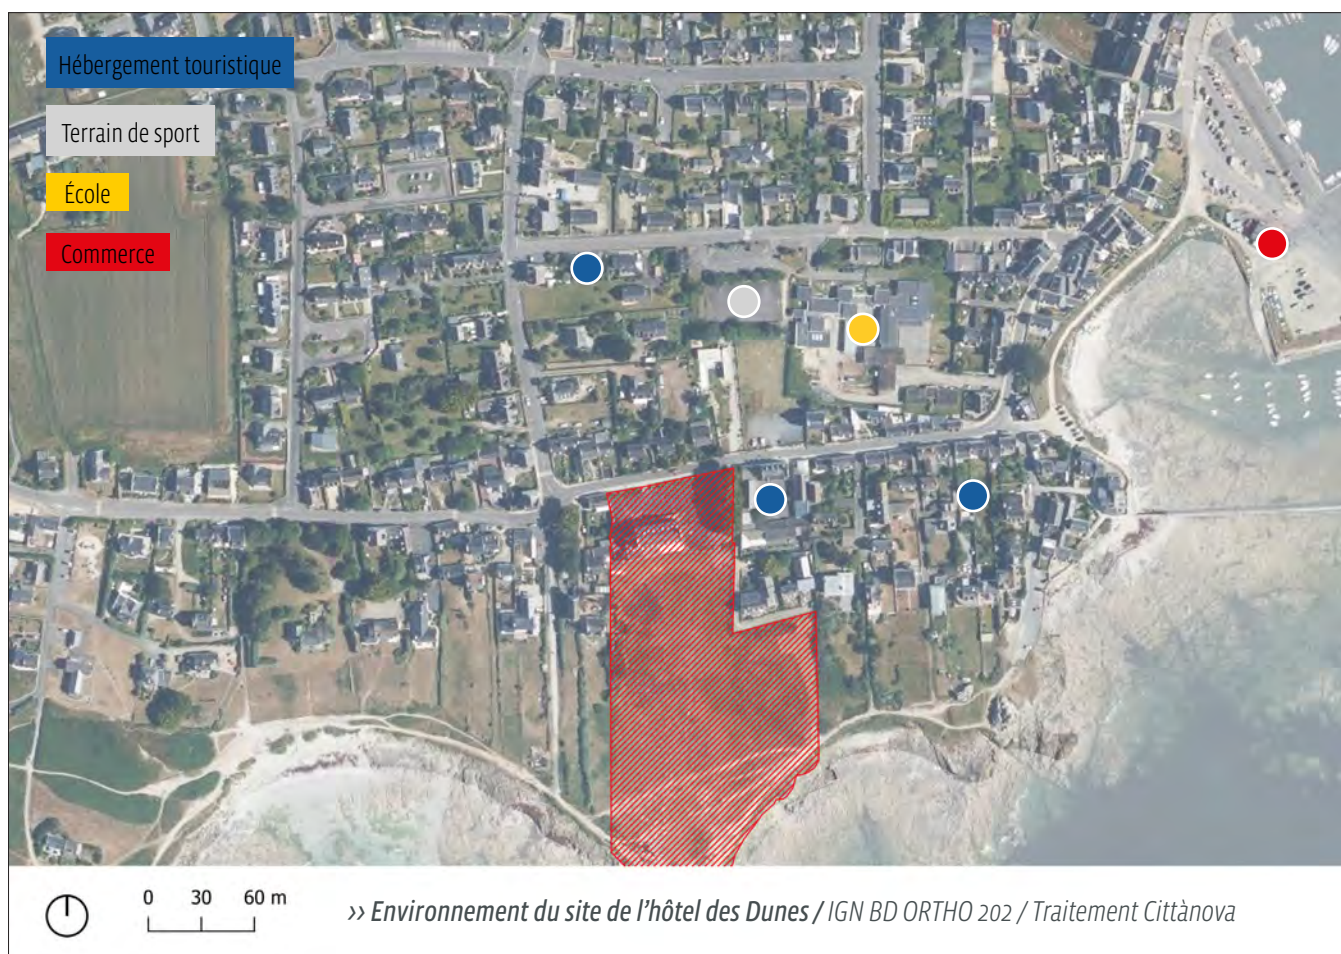 Hébergement touristique
Terrain de sport
École
Commerce
0 30 60 m
›› Environnement du site de l'hôtel des Dunes / IGN BD ORTHO 202 / Traitement Cittànova